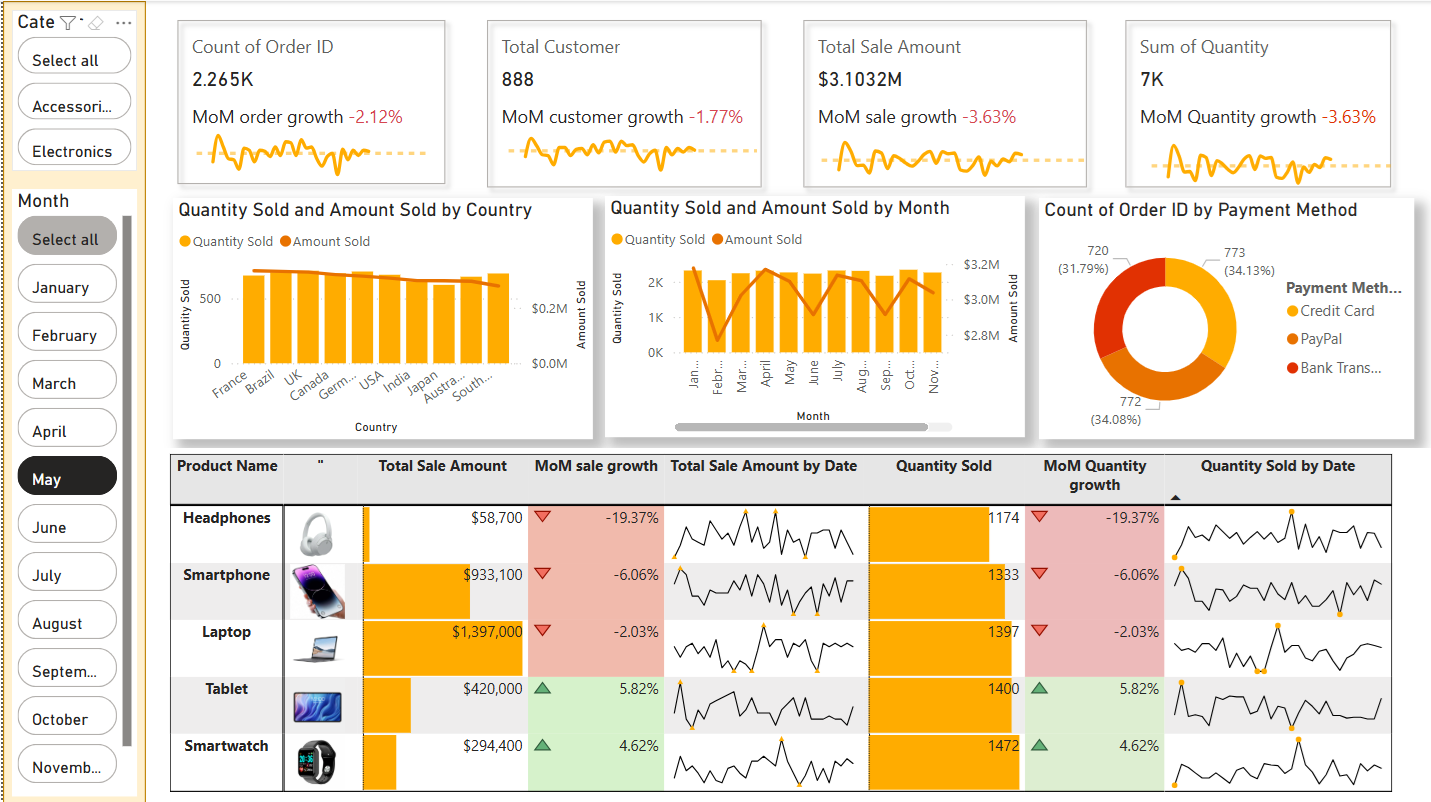 Cate
Select all
Accessori...
Electronics
Month
Select all
January
February
March
April
May
June
July
August
Septem...
October
Novemb...
Count of Order ID
2.265K
MoM order growth -2.12%
Total Customer
888
MoM customer growth -1.77%
Total Sale Amount
$3.1032M
MoM sale growth -3.63%
Sum of Quantity
7K
MoM Quantity growth -3.63%
Quantity Sold and Amount Sold by Country
Quantity Sold Amount Sold
Quantity Sold
500
0
$0.2M
$0.0M
Amount Sold
France Brazil UK Canada Germ... USA India Japan Austra... South...
Country
Quantity Sold and Amount Sold by Month
Quantity Sold Amount Sold
Quantity Sold
2K
1K
0K
$3.2M
$3.0M
$2.8M
Amount Sold
Jan... Febr... Mar... April May June July Aug... Sep... Oct... Nov...
Month
Count of Order ID by Payment Method
720
(31.79%)
773
(34.13%)
772
(34.08%)
Payment Meth...
Credit Card
PayPal
Bank Trans...
Product Name " Total Sale Amount MoM sale growth Total Sale Amount by Date Quantity Sold MoM Quantity growth Quantity Sold by Date
Headphones $58,700 -19.37% 1174 -19.37%
Smartphone $933,100 -6.06% 1333 -6.06%
Laptop $1,397,000 -2.03% 1397 -2.03%
Tablet $420,000 5.82% 1400 5.82%
Smartwatch $294,400 4.62% 1472 4.62%